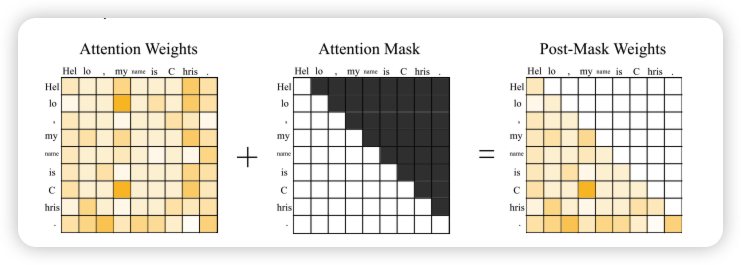 Attention Weights
Attention Mask
Post-Mask Weights
Hel lo , my name is C hris .
Hel lo , my name is C hris .
Hel lo , my name is C hris .
Hel
lo
,
my
name
is
C
hris
.
+
Hel
lo
,
my
name
is
C
hris
.
=
Hel
lo
,
my
name
is
C
hris
.